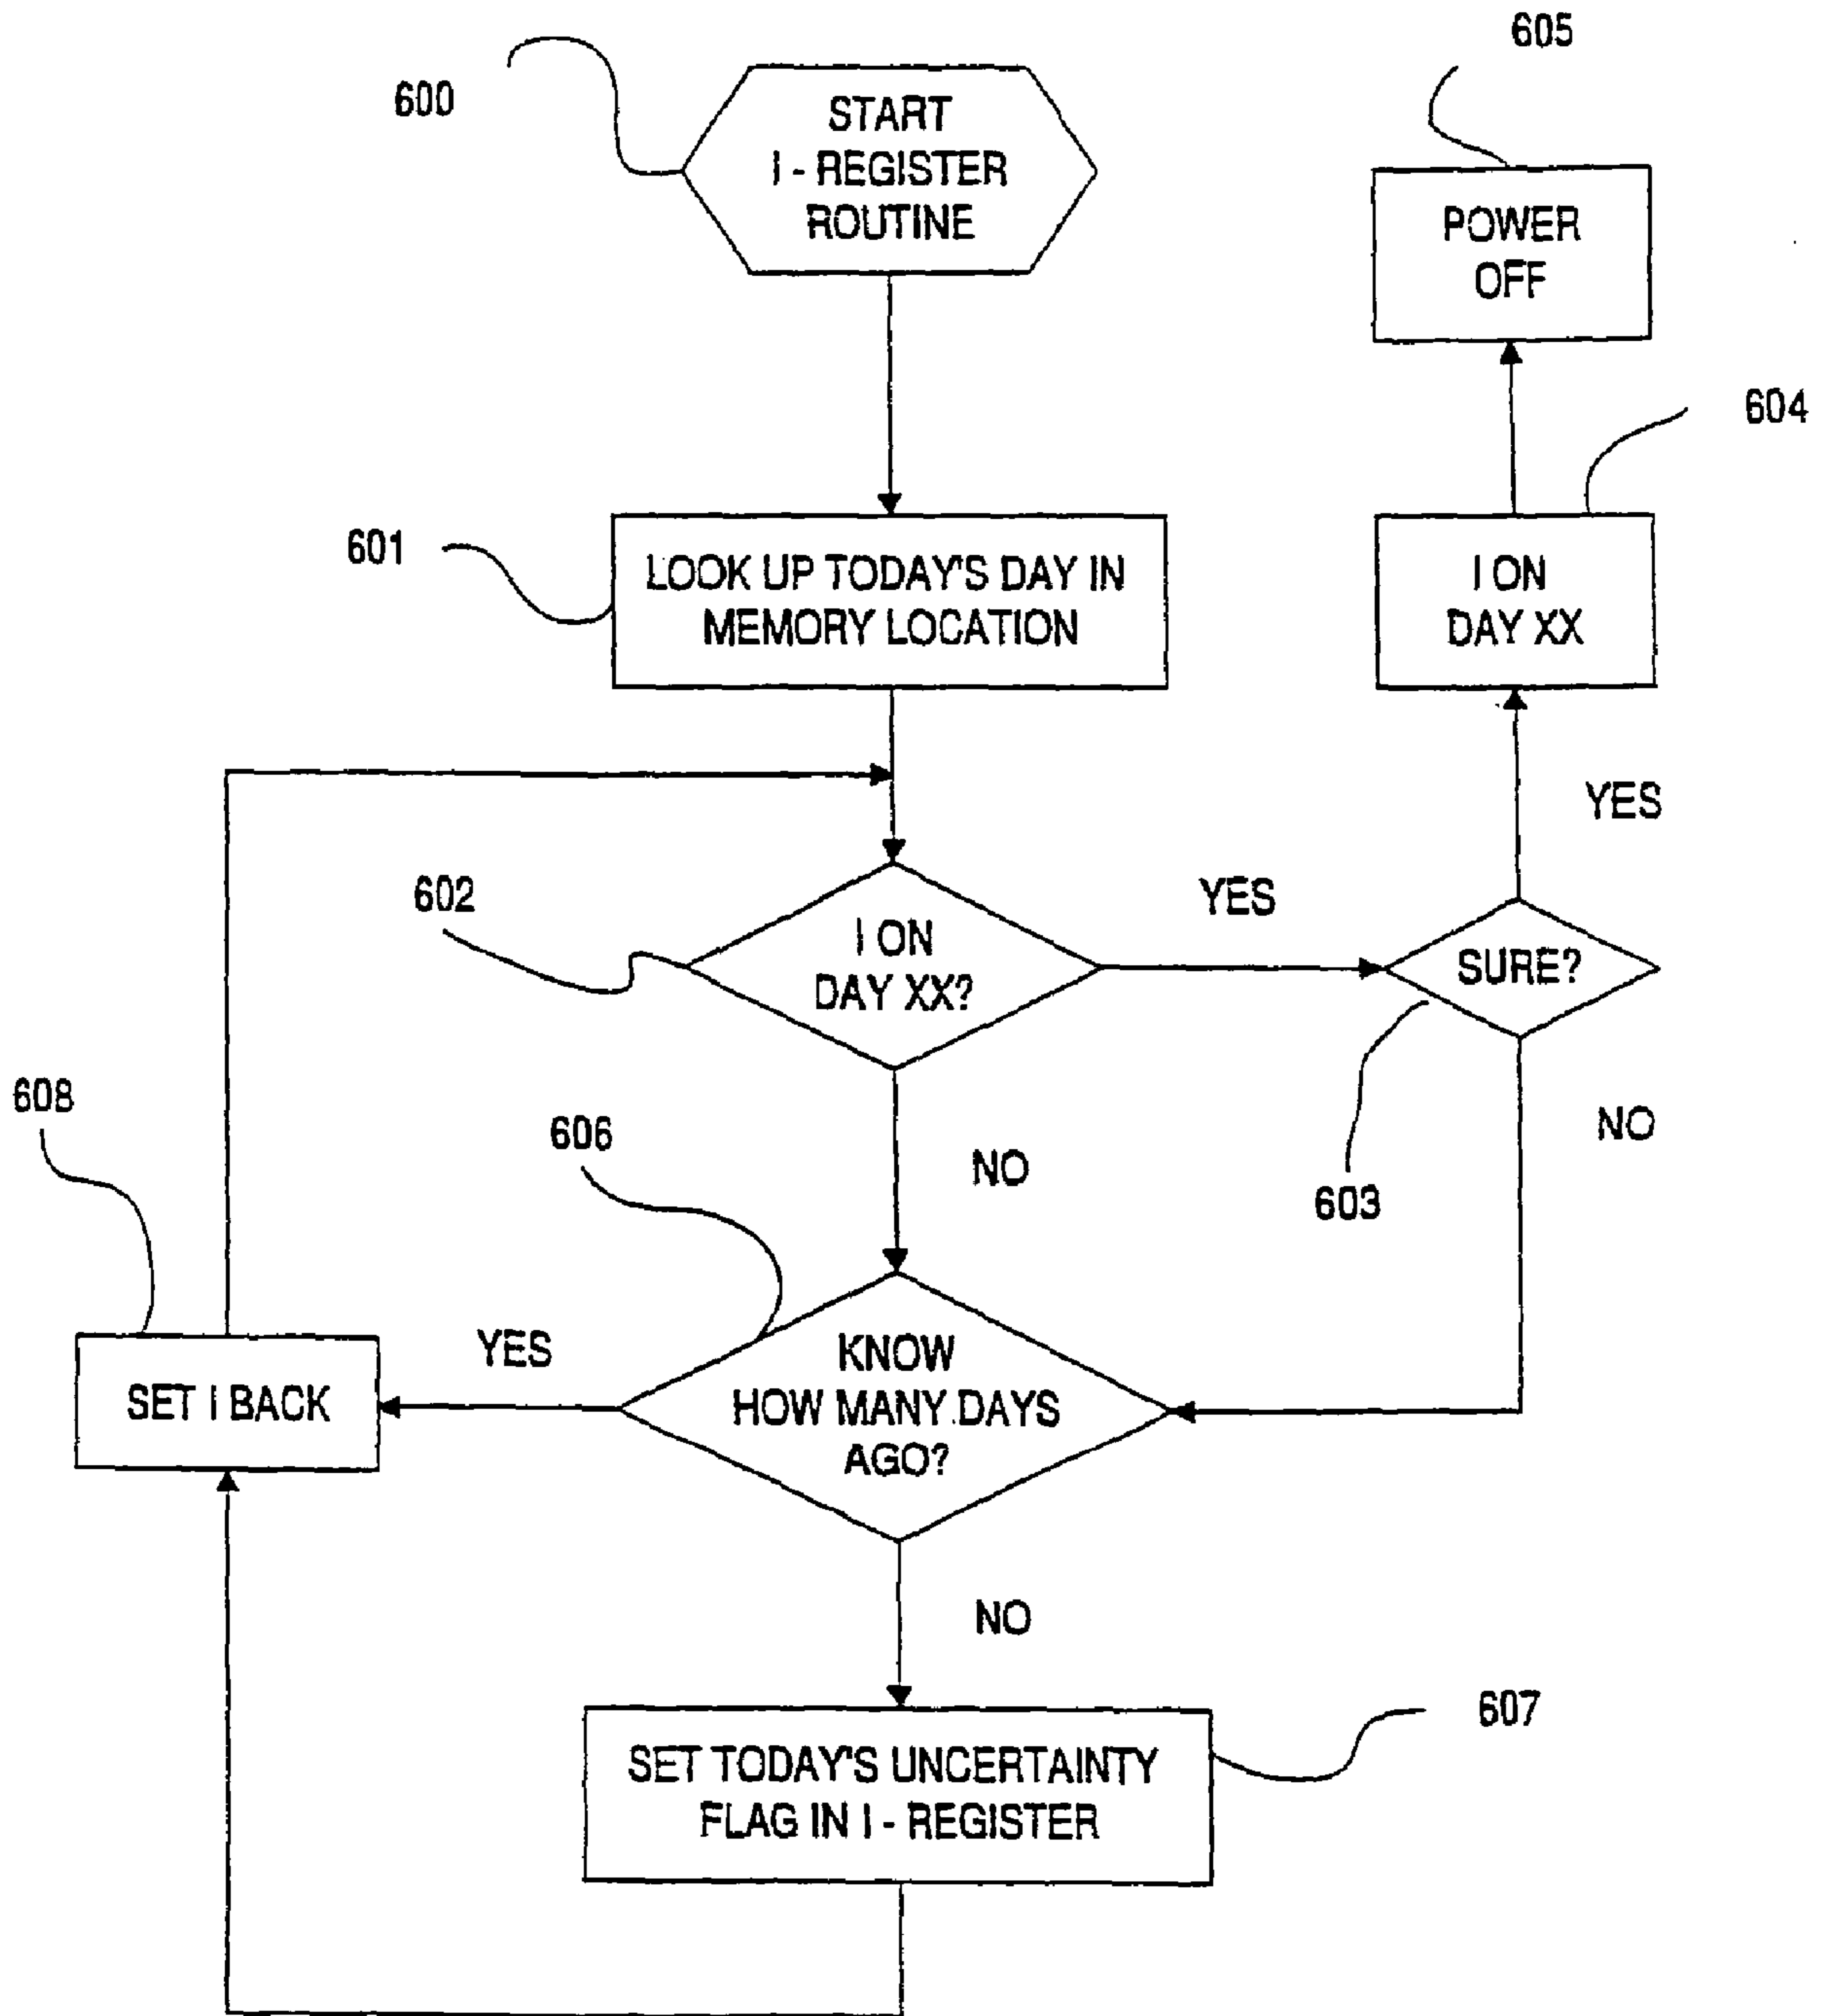 605
600
START
I - REGISTER
ROUTINE
POWER
OFF
604
601
LOOK UP TODAY'S DAY IN
MEMORY LOCATION
I ON
DAY XX
YES
602
YES
I ON
DAY XX?
SURE?
608
606
NO
NO
603
YES
KNOW
HOW MANY DAYS
AGO?
SET I BACK
NO
607
SET TODAY'S UNCERTAINTY
FLAG IN I - REGISTER